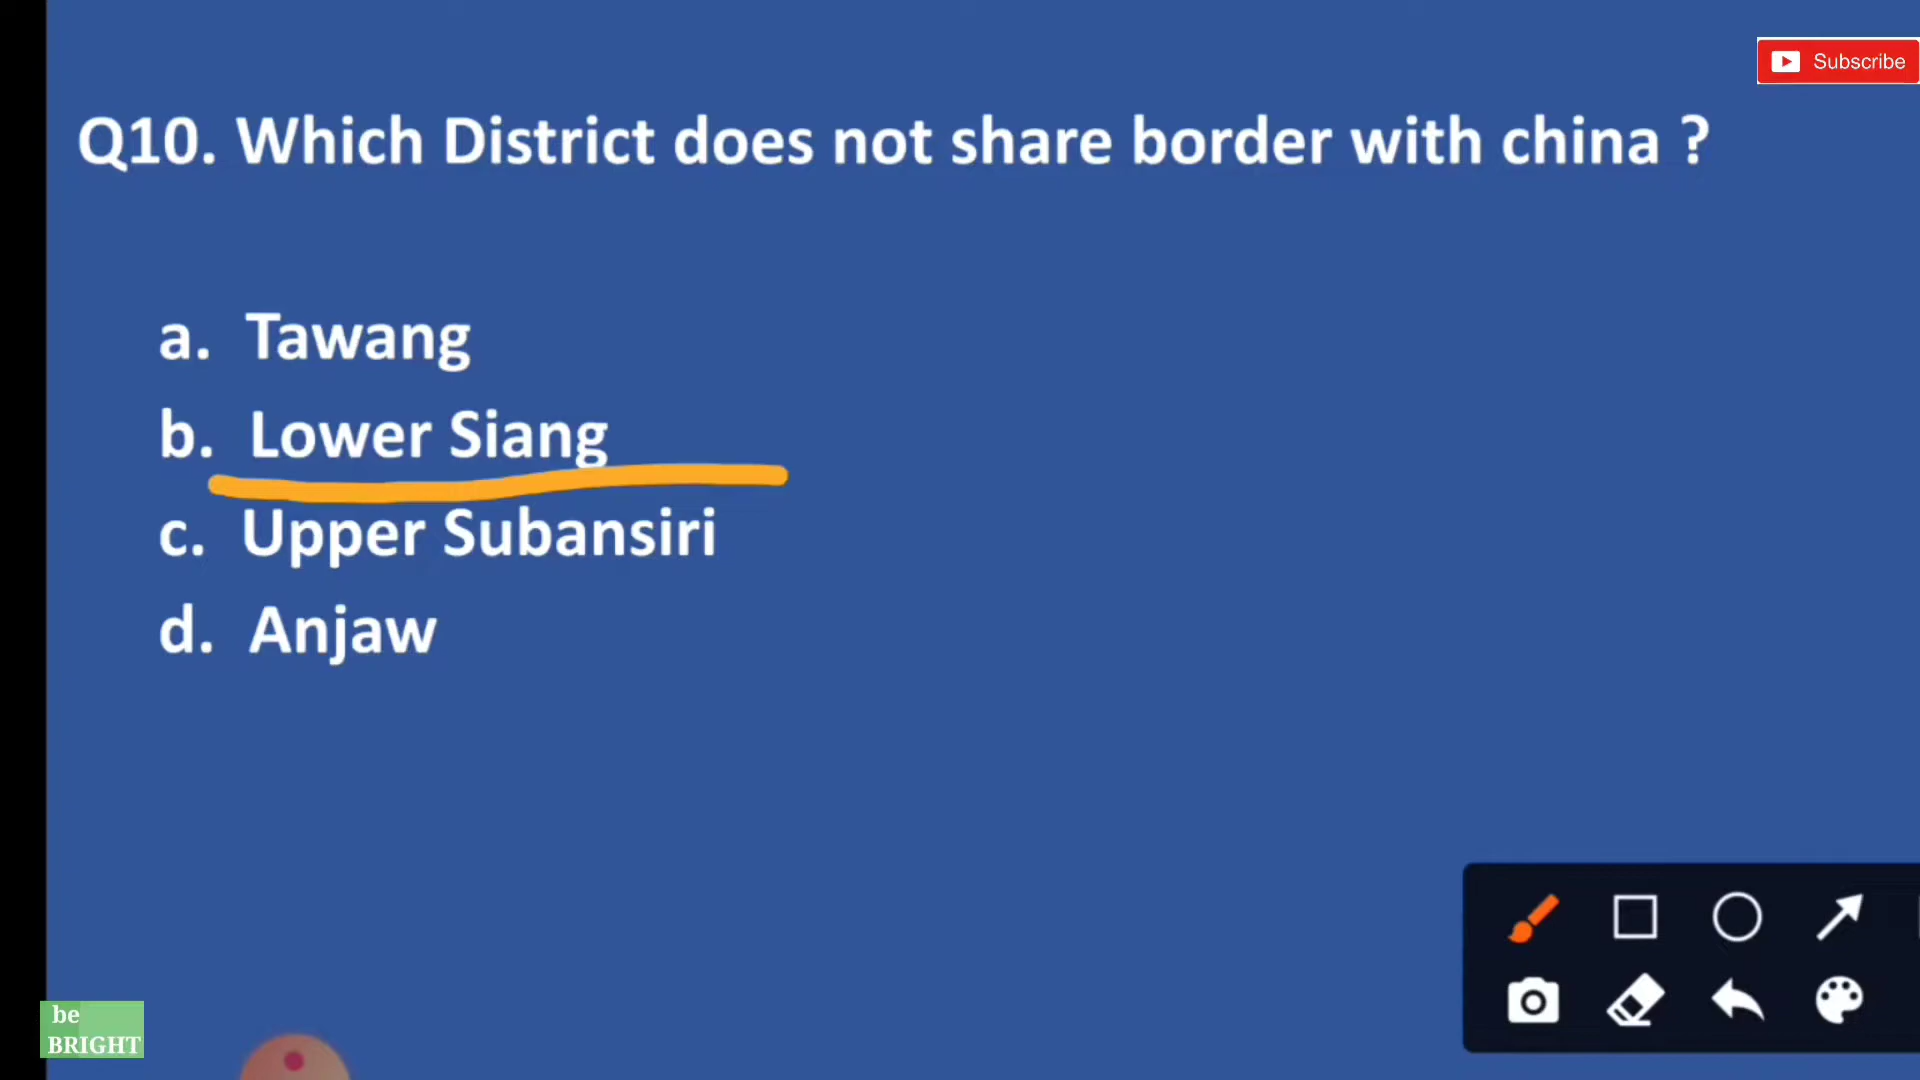 Subscribe
Q10. Which District does not share border with china ?
a. Tawang
b. Lower Siang
c. Upper Subansiri
d. Anjaw
be
BRIGHT